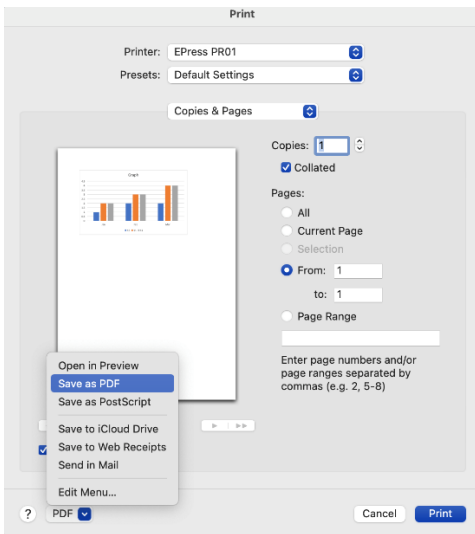 Print
Printer: EPress PR01
Presets: Default Settings
Copies & Pages
Copies: 1
Collated
Pages:
All
Current Page
Selection
From: 1
to: 1
Page Range
Enter page numbers and/or
page ranges separated by
commas (e.g. 2, 5-8)
Open in Preview
Save as PDF
Save as PostScript
Save to iCloud Drive
Save to Web Receipts
Send in Mail
Edit Menu...
? PDF
Cancel
Print